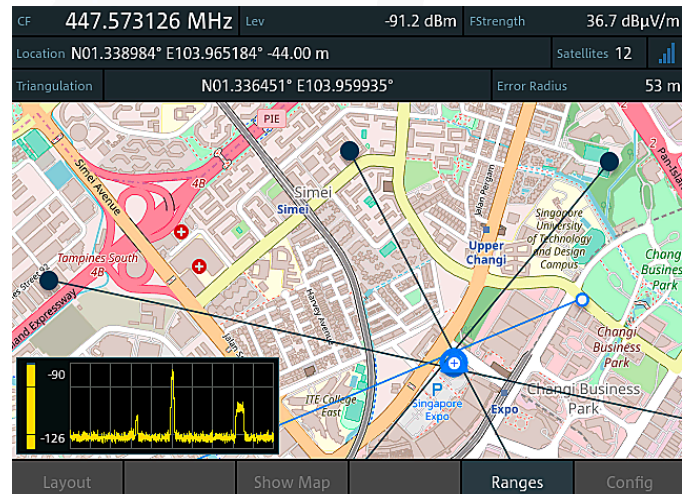 CF 447.573126 MHz Lev -91.2 dBm FStrength 36.7 dBµV/m
Location N01.338984° E103.965184° -44.00 m Satellites 12
Triangulation N01.336451° E103.959935° Error Radius 53 m
PIE
2
4B
Simei Avenue
Simei
Simei
Jalan Pergam
Singapore
University
of Technology
and Design
Campus
Upper
Changi
Tampines South
4B
Chang
Business
Park
Harvey Avenue
Changi
Business
Park
-90
-126
ITE College
East
P
Singapore
Expo
Expo
Changi Business
Park
2
Layout Show Map Ranges Config